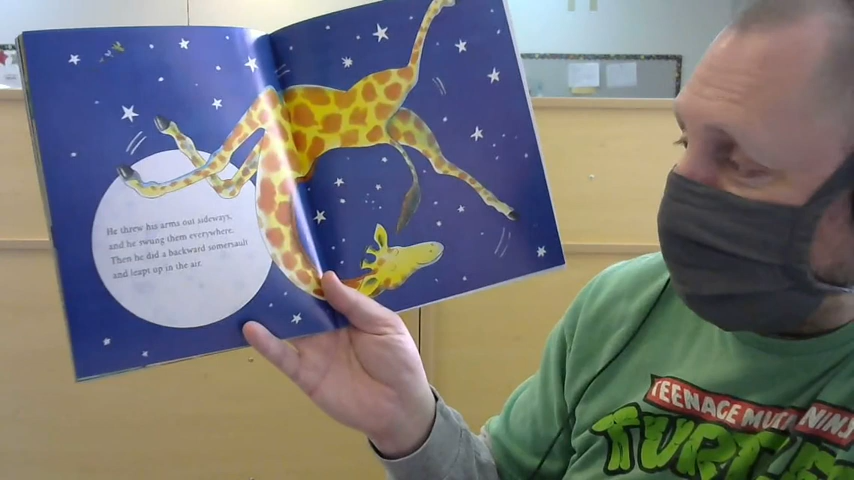 He threw his arms out sideways,
and he swung them everywhere.
Then he did a backward somersault
and leapt up in the air.
TEENAGE MUTANT NINJA
TURTLES